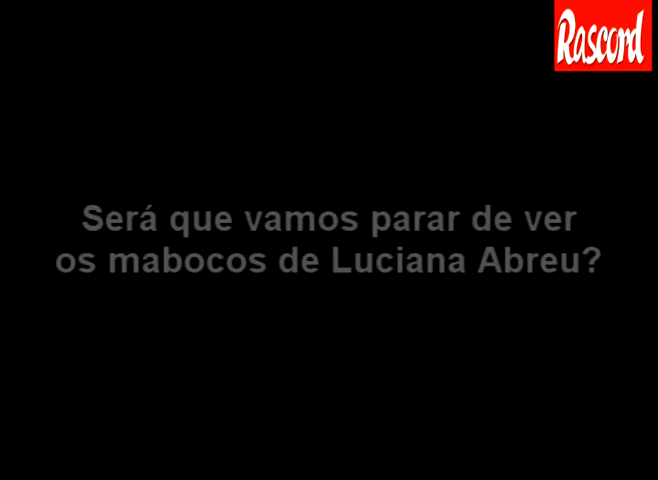 Rascord
Será que vamos parar de ver
os mabocos de Luciana Abreu?